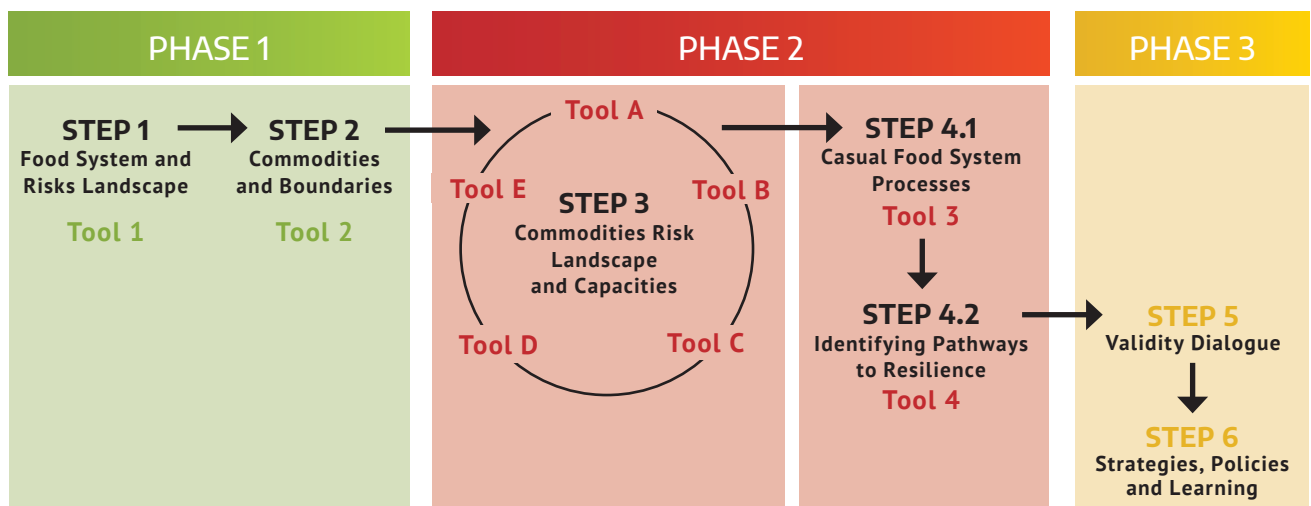 PHASE 1
STEP 1
Food System and
Risks Landscape
Tool 1
STEP 2
Commodities
and Boundaries
Tool 2
PHASE 2
Tool A
Tool B
Tool C
Tool D
Tool E
STEP 3
Commodities Risk
Landscape
and Capacities
STEP 4.1
Casual Food System
Processes
Tool 3
STEP 4.2
Identifying Pathways
to Resilience
Tool 4
PHASE 3
STEP 5
Validity Dialogue
STEP 6
Strategies, Policies
and Learning